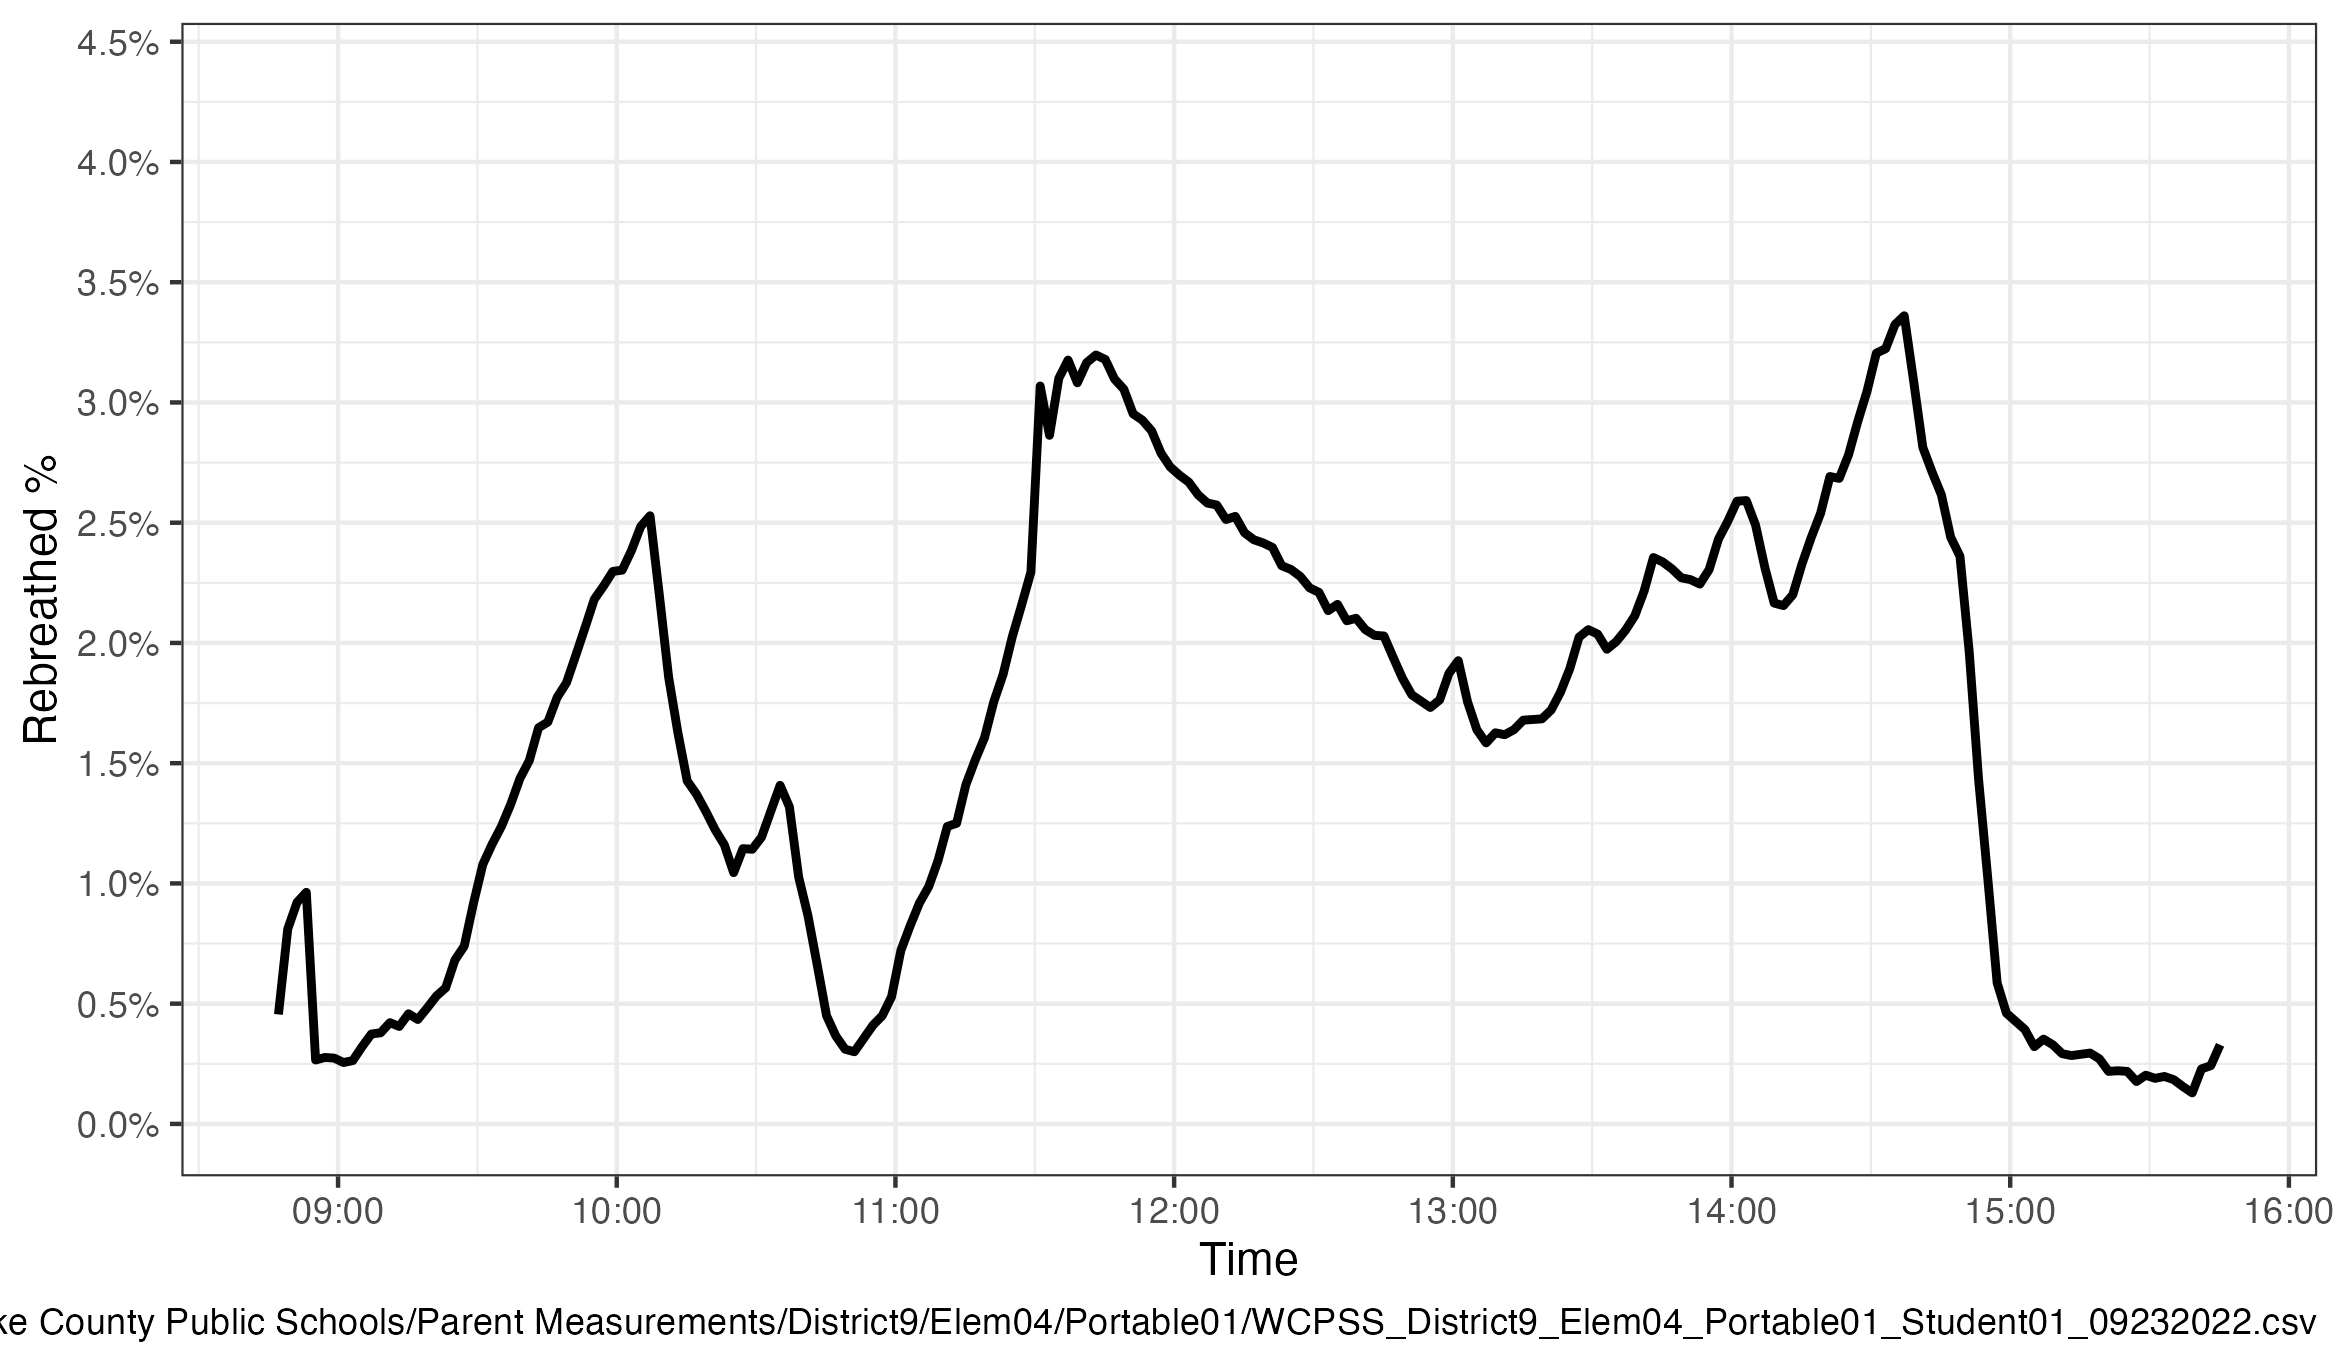 4.5%
4.0%
3.5%
3.0%
2.5%
2.0%
1.5%
1.0%
0.5%
0.0%
Rebreathed %
09:00 10:00 11:00 12:00 13:00 14:00 15:00 16:00
Time
County Public Schools/Parent Measurements/District9/Elem04/Portable01/WCPSS_District9_Elem04_Portable01_Student01_09232022.csv